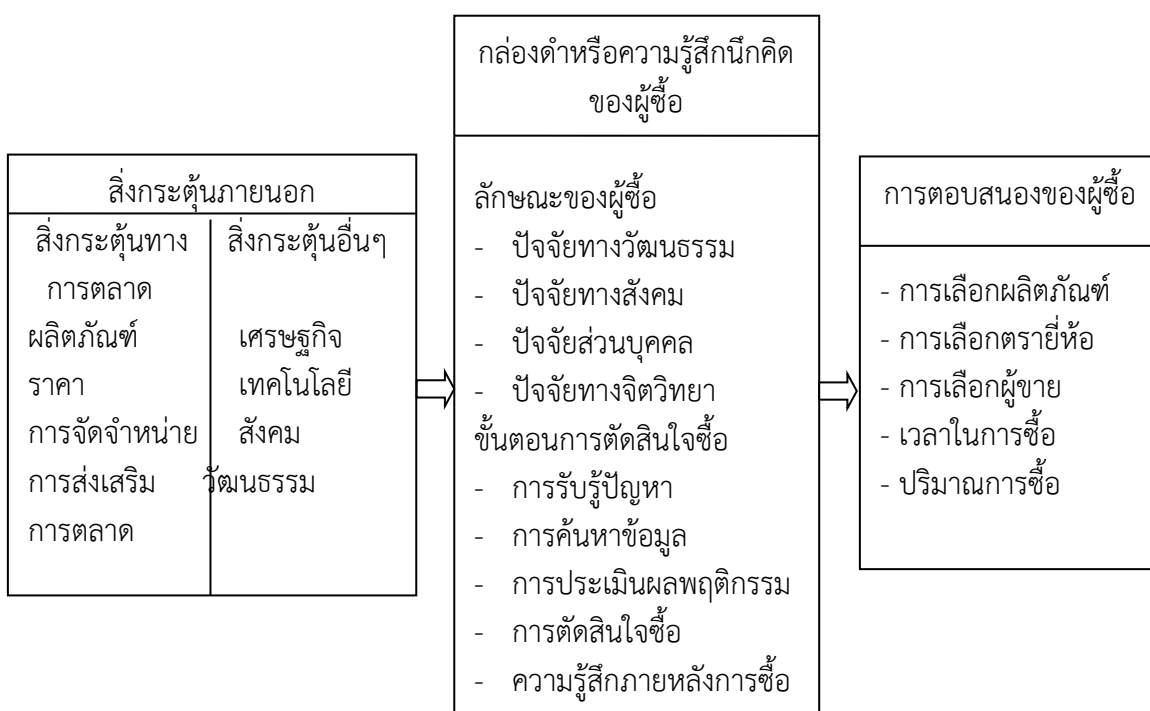 สิ่งกระตุ้นภายนอก
สิ่งกระตุ้นทาง
การตลาด
ผลิตภัณฑ์
ราคา
การจัดจำหน่าย
การส่งเสริม
การตลาด
สิ่งกระตุ้นอื่นๆ
เศรษฐกิจ
เทคโนโลยี
สังคม
วัฒนธรรม
กล่องดำหรือความรู้สึกนึกคิด
ของผู้ซื้อ
ลักษณะของผู้ซื้อ
- ปัจจัยทางวัฒนธรรม
- ปัจจัยทางสังคม
- ปัจจัยส่วนบุคคล
- ปัจจัยทางจิตวิทยา
ขั้นตอนการตัดสินใจซื้อ
- การรับรู้ปัญหา
- การค้นหาข้อมูล
- การประเมินผลพฤติกรรม
- การตัดสินใจซื้อ
- ความรู้สึกภายหลังการซื้อ
การตอบสนองของผู้ซื้อ
- การเลือกผลิตภัณฑ์
- การเลือกตรายี่ห้อ
- การเลือกผู้ขาย
- เวลาในการซื้อ
- ปริมาณการซื้อ